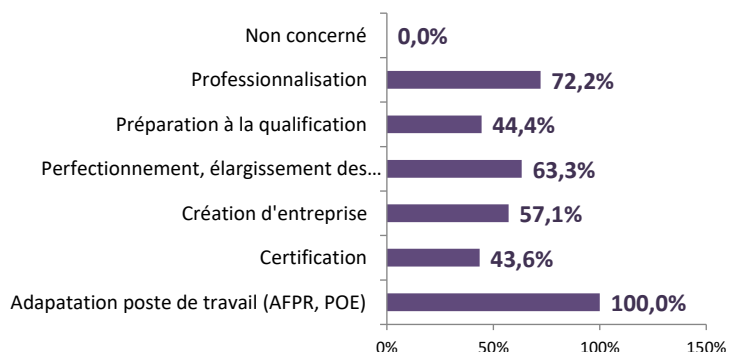 Non concerné 0,0%
Professionnalisation 72,2%
Préparation à la qualification 44,4%
Perfectionnement, élargissement des... 63,3%
Création d'entreprise 57,1%
Certification 43,6%
Adapatation poste de travail (AFPR, POE) 100,0%
0% 50% 100% 150%